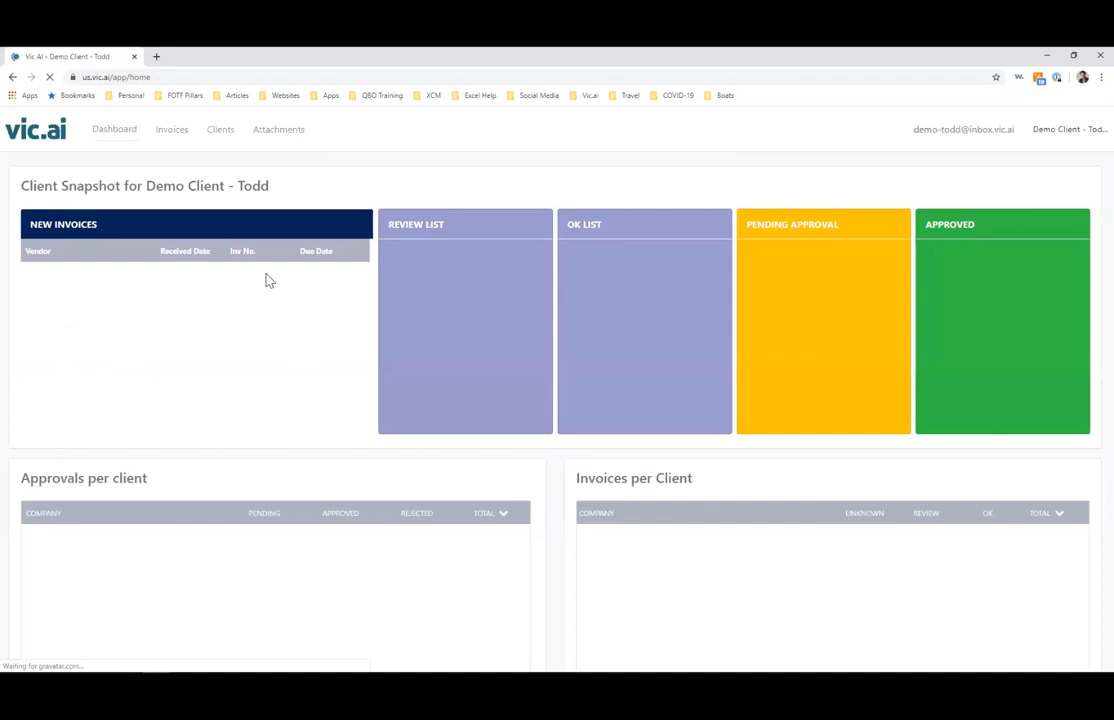 Vic AI - Demo Client - Todd
us.vic.ai/app/home
Apps Bookmarks Personal FOTF Pillars Articles Websites Apps QBO Training XCM Excel Help Social Media Vic.ai Travel COVID-19 Boats
vic.ai Dashboard Invoices Clients Attachments demo-todd@inbox.vic.ai Demo Client - Tod...
Client Snapshot for Demo Client - Todd
NEW INVOICES REVIEW LIST OK LIST PENDING APPROVAL APPROVED
Vendor Received Date Inv No. Due Date
Approvals per client Invoices per Client
COMPANY PENDING APPROVED REJECTED TOTAL COMPANY UNKNOWN REVIEW OK TOTAL
Waiting for gravatar.com...